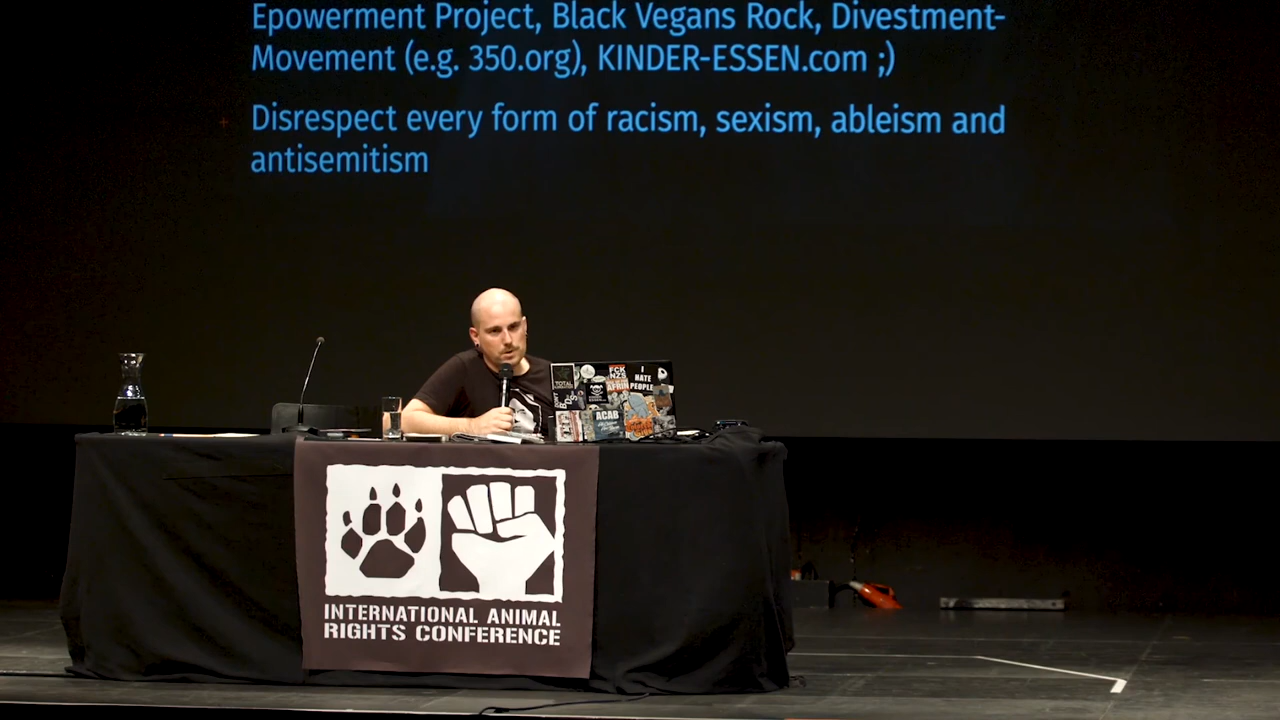 Epowerment Project, Black Vegans Rock, Divestment-
Movement (e.g. 350.org), KINDER-ESSEN.com ;)
Disrespect every form of racism, sexism, ableism and
antisemitism
FCK
NZS
AFRIN
I
HATE
PEOPLE
ACAB
INTERNATIONAL ANIMAL
RIGHTS CONFERENCE